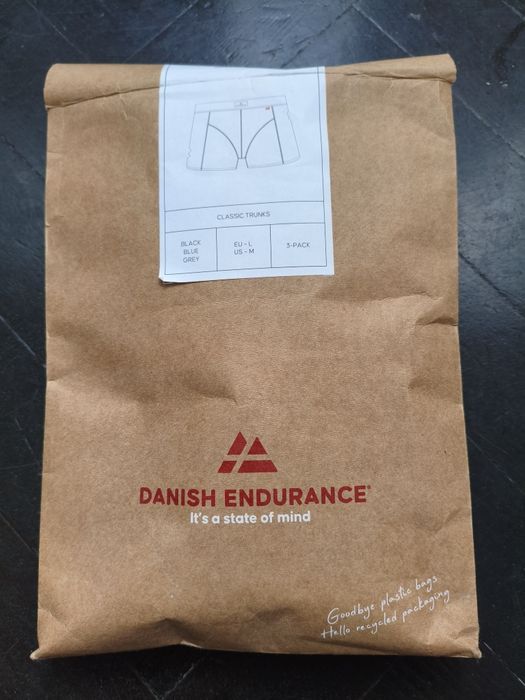 CLASSIC TRUNKS
BLACK
BLUE
GREY
EU - L
US - M
3-PACK
DANISH ENDURANCE®
It's a state of mind
Goodbye plastic bags
Hello recycled packaging